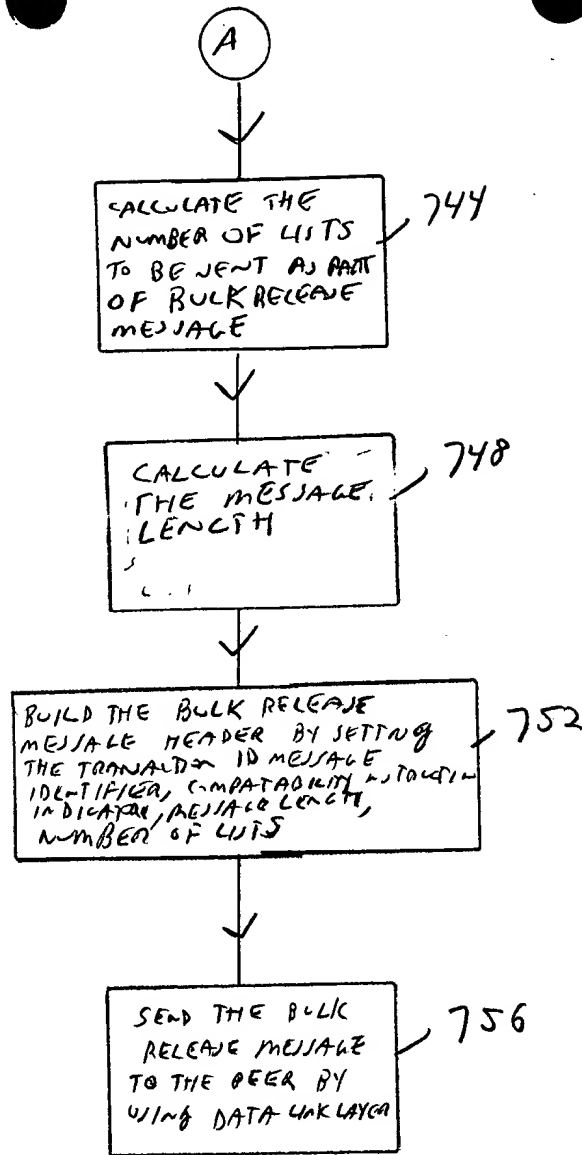 A
CALCULATE THE
NUMBER OF LISTS
TO BE SENT AS PART
OF BULK RELEASE
MESSAGE
744
CALCULATE
THE MESSAGE
LENGTH
748
BUILD THE BULK RELEASE
MESSAGE HEADER BY SETTING
THE TRANSACTION ID MESSAGE
IDENTIFIER, COMPATABILITY INSTRUCTION
INDICATOR, MESSAGE LENGTH,
NUMBER OF LISTS
752
SEND THE BULK
RELEASE MESSAGE
TO THE PEER BY
USING DATA LINK LAYER
756